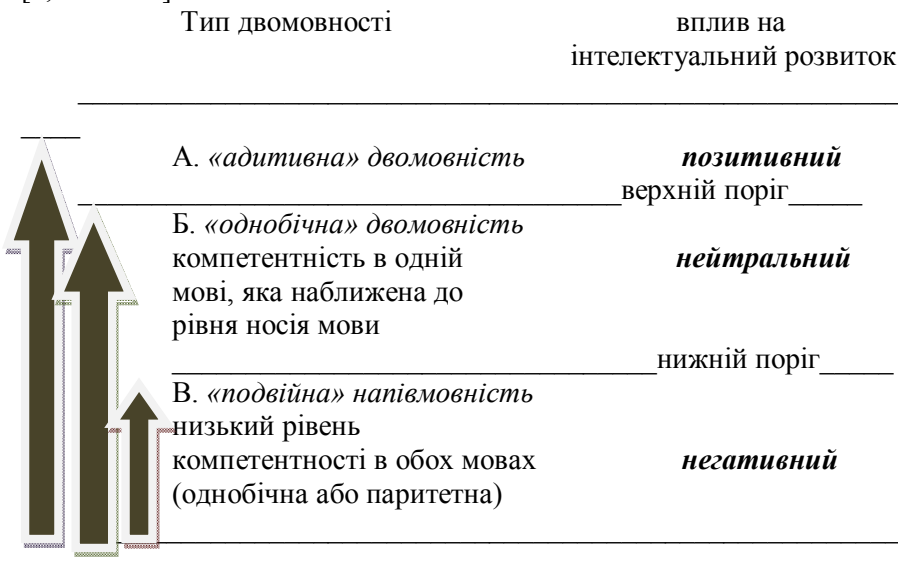 Тип двомовності вплив на
інтелектуальний розвиток
А. «адитивна» двомовність позитивний
верхній поріг
Б. «однобічна» двомовність
компетентність в одній нейтральний
мові, яка наближена до
рівня носія мови
нижній поріг
В. «подвійна» напівмовність
низький рівень
компетентності в обох мовах негативний
(однобічна або паритетна)